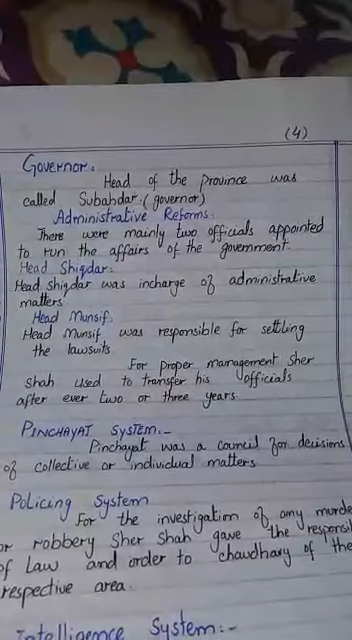 (4)
Governor:
Head of the Province was
called Subahdar.(governor)
Administrative Reforms:
There were mainly two officials appointed
to run the affairs of the government.
Head Shiqdar:
Head Shiqdar was incharge of administrative
matters.
Head Munsif:
Head Munsif was responsible for settling
the lawsuits.
For proper management Sher
Shah used to transfer his officials
after ever two or three years.
PINCHAYAT SYSTEM:-
Pinchayat was a council for decisions
of collective or individual matters
Policing System
For the investigation of any murde
or robbery Sher Shah gave the responsi
of Law and order to chaudhary of the
respective area.
Intelligence System:-